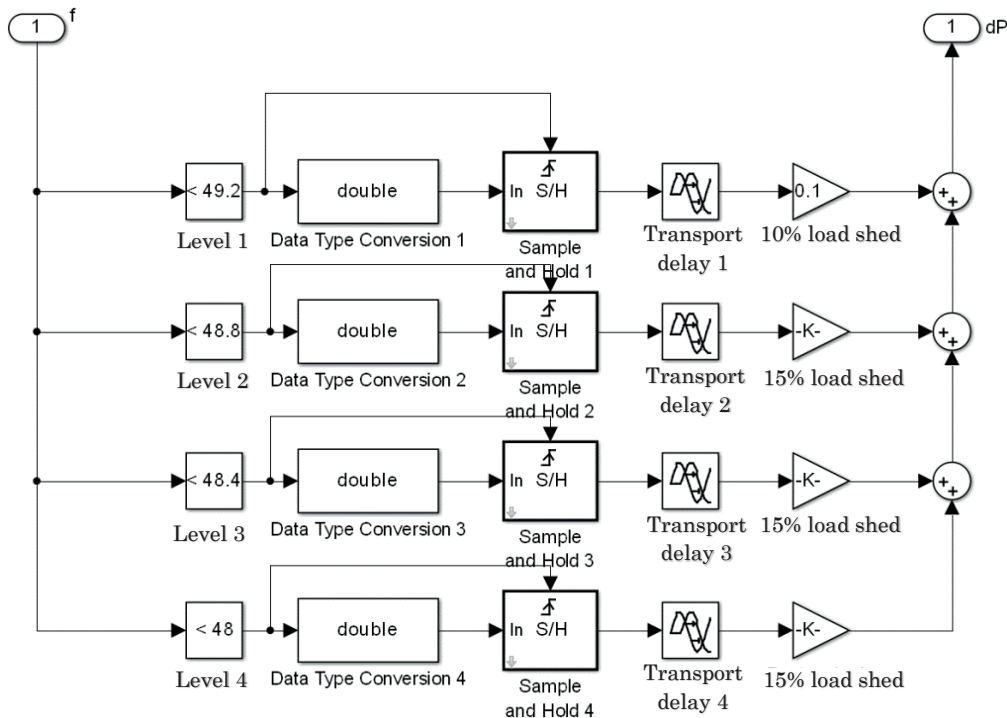 1
f
1
dP
< 49.2
double
In
S/H
0.1
+
+
Level 1
Data Type Conversion 1
Sample
and Hold 1
Transport
delay 1
10% load shed
< 48.8
double
In
S/H
-K-
+
+
Level 2
Data Type Conversion 2
Sample
and Hold 2
Transport
delay 2
15% load shed
< 48.4
double
In
S/H
-K-
+
+
Level 3
Data Type Conversion 3
Sample
and Hold 3
Transport
delay 3
15% load shed
< 48
double
In
S/H
-K-
Level 4
Data Type Conversion 4
Sample
and Hold 4
Transport
delay 4
15% load shed